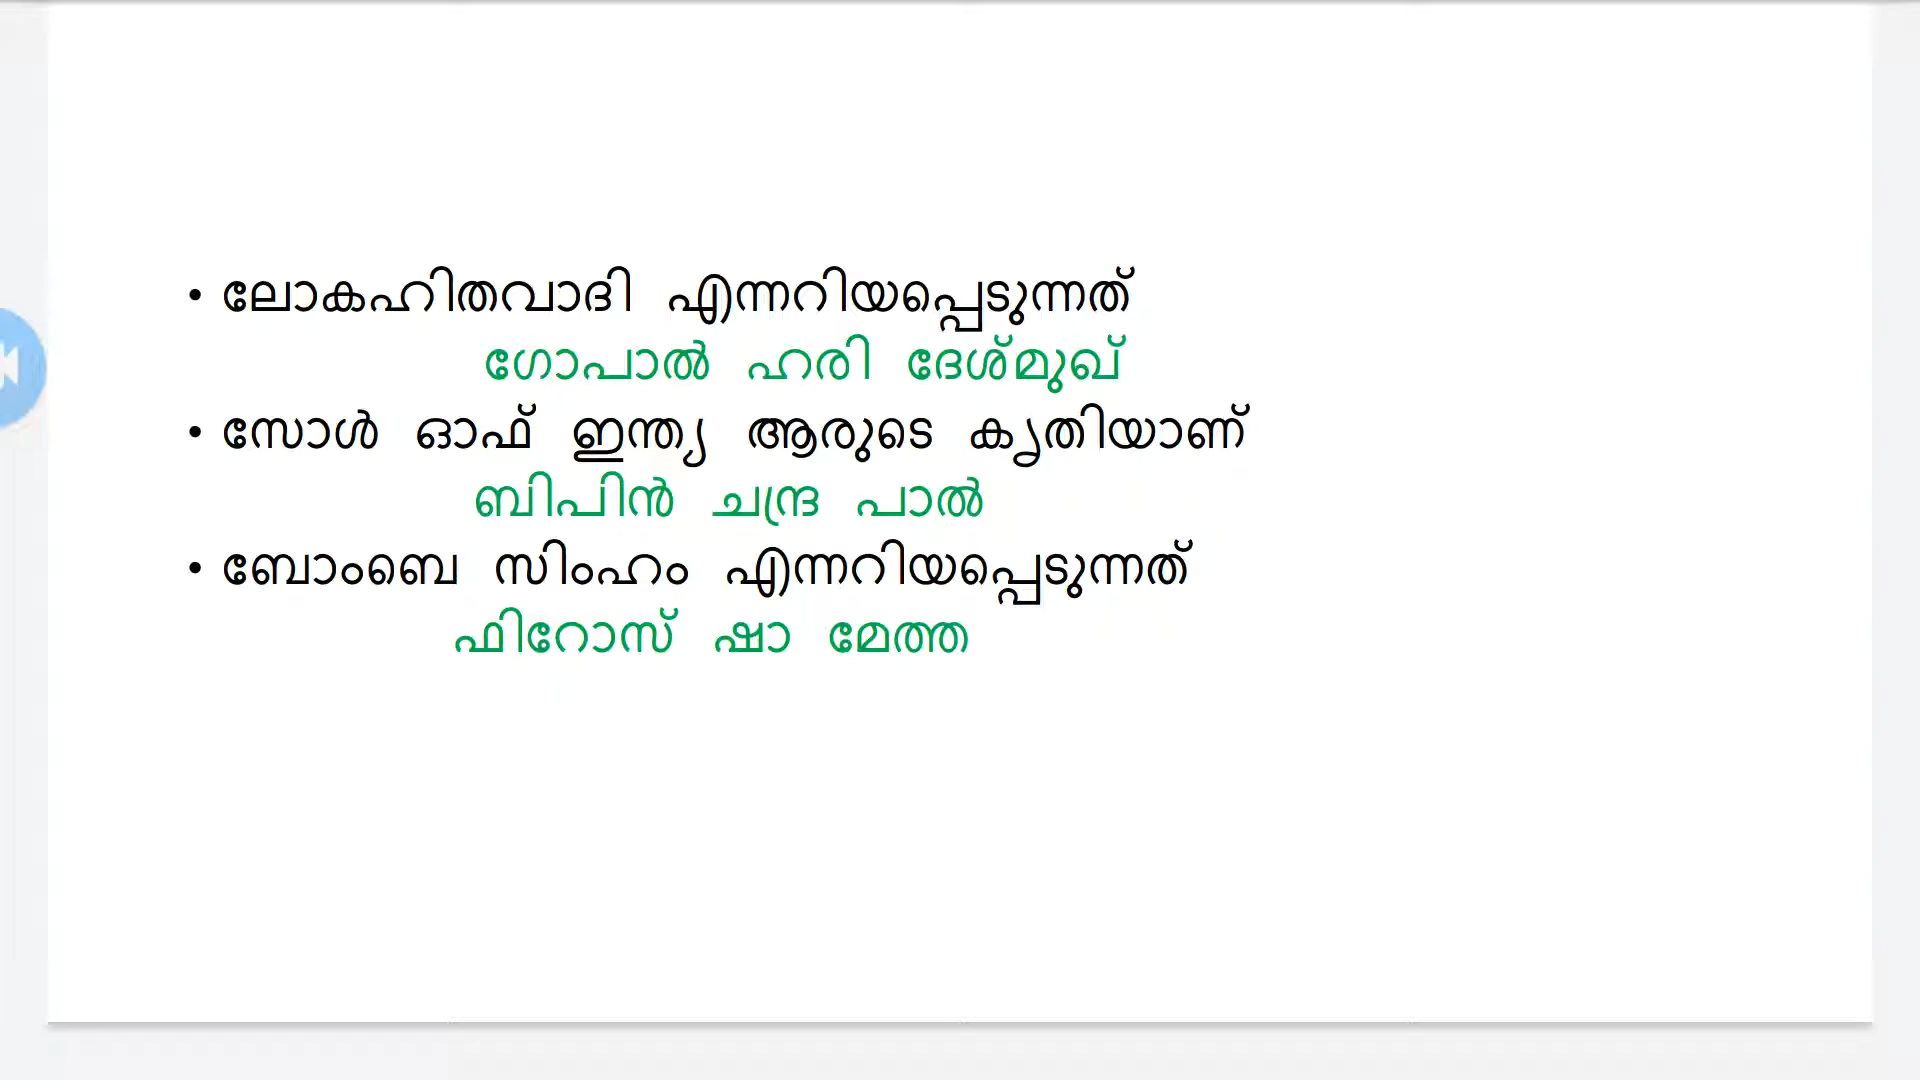 • ലോകഹിതവാദി എന്നറിയപ്പെടുന്നത്
ഗോപാൽ ഹരി ദേശ്മുഖ്
• സോൾ ഓഫ് ഇന്ത്യ ആരുടെ കൃതിയാണ്
ബിപിൻ ചന്ദ്ര പാൽ
• ബോംബെ സിംഹം എന്നറിയപ്പെടുന്നത്
ഫിറോസ് ഷാ മേത്ത